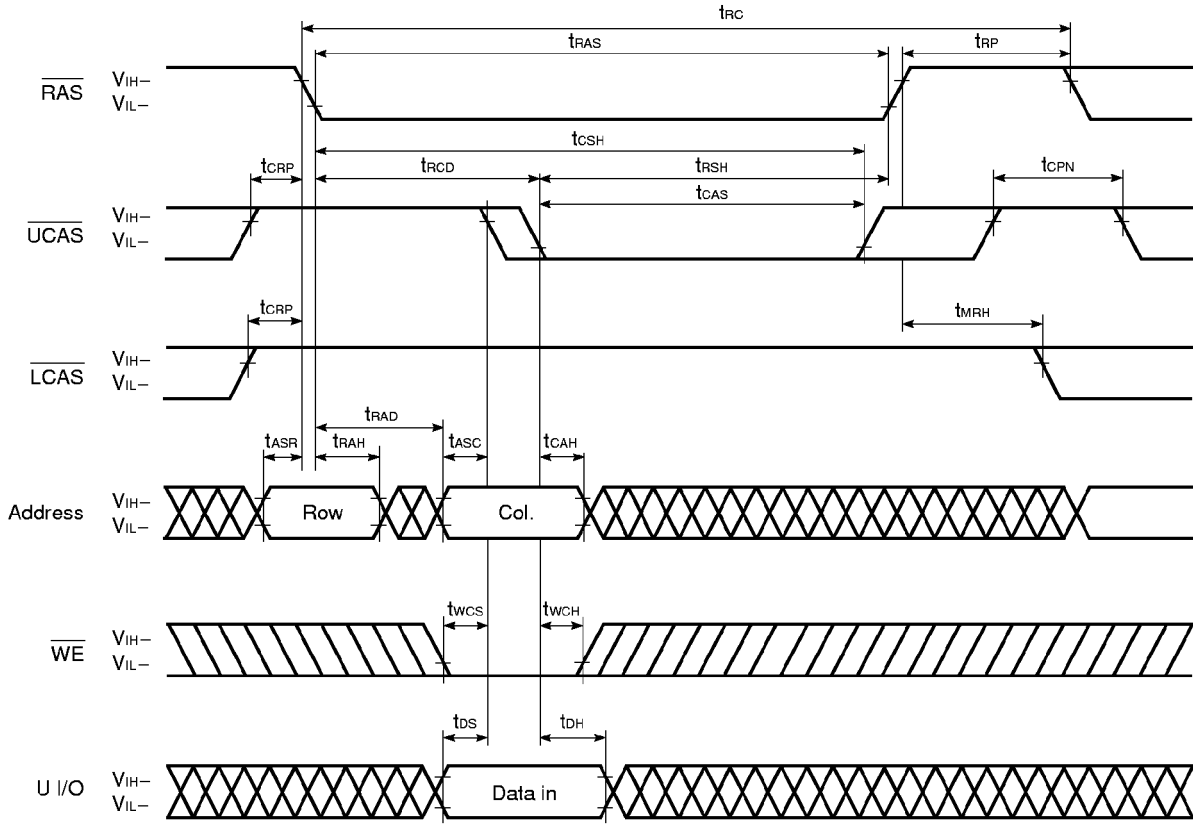 tRC
tRAS tRP
RAS VIH–
VIL–
tCSH
tCRP tRCD tRSH tCPN
tCAS
UCAS VIH–
VIL–
tCRP tMRH
LCAS VIH–
VIL–
tRAD
tASR tRAH tASC tCAH
Address VIH–
VIL–
Row Col.
tWCS tWCH
WE VIH–
VIL–
tDS tDH
U I/O VIH–
VIL–
Data in